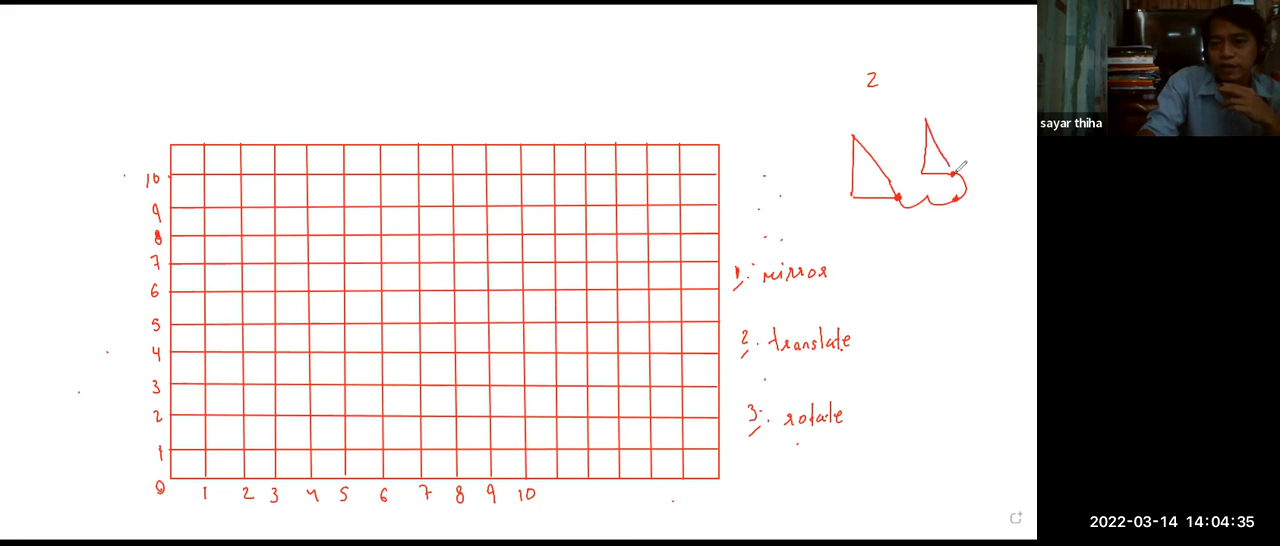 2
sayar thiha
10
9
8
7
6
5
4
3
2
1
0
1 2 3 4 5 6 7 8 9 10
1. mirror
2. translate
3. rotate
2022-03-14 14:04:35